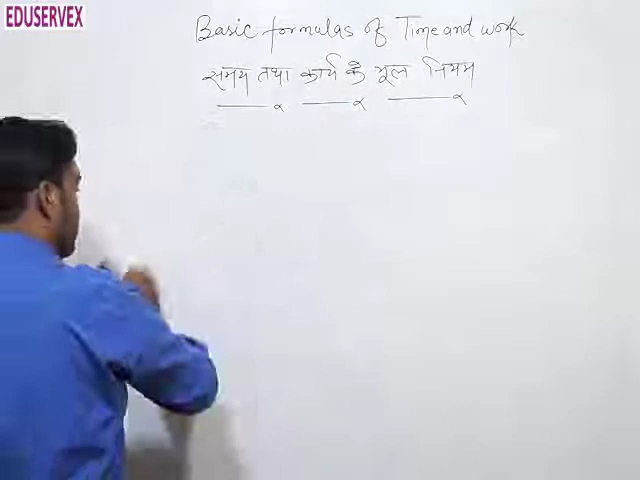 EDUSERVEX
Basic formulas of Time and work
समय तथा कार्य के मूल नियम